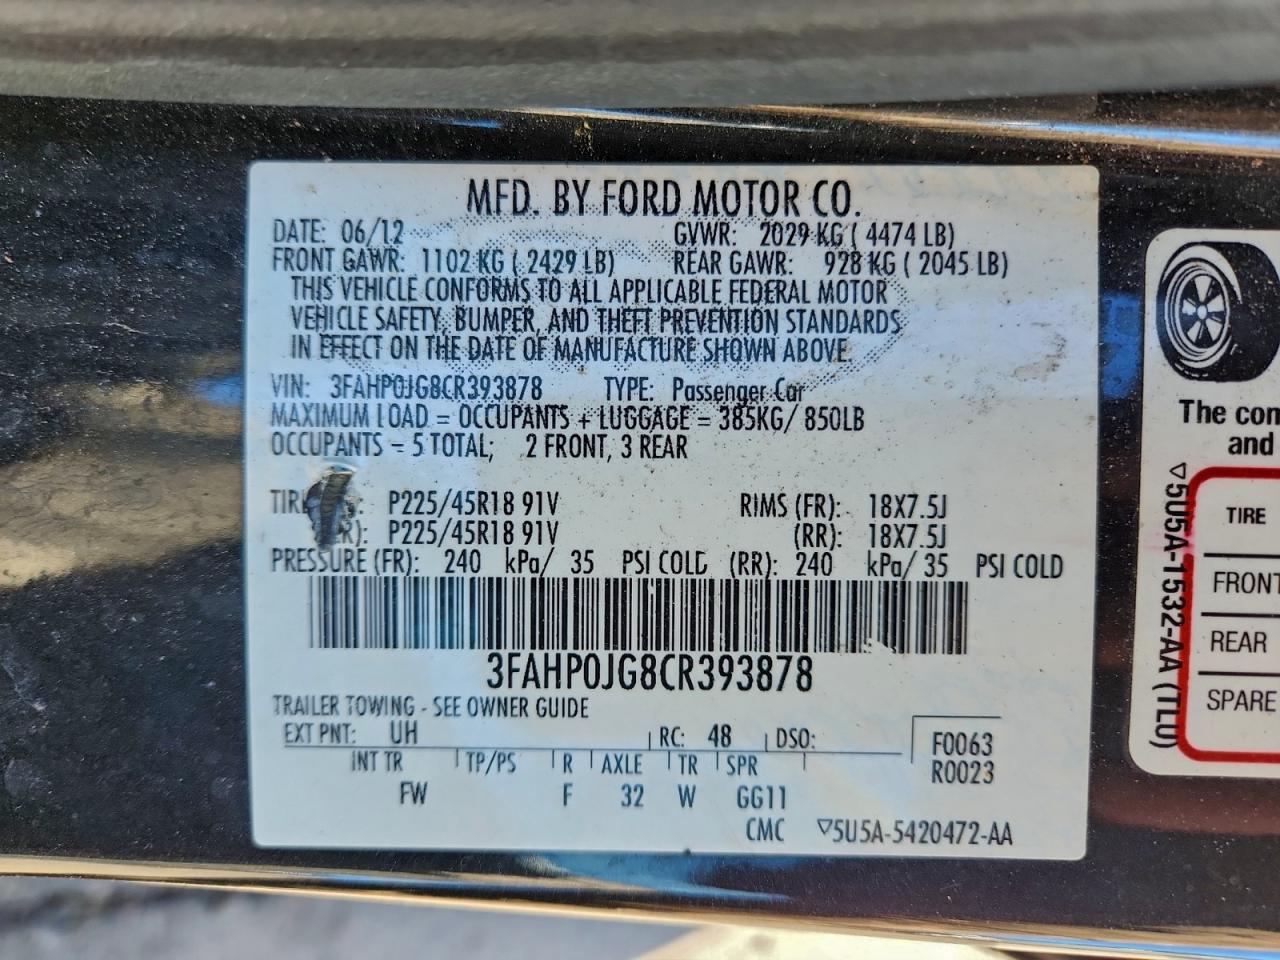 MFD. BY FORD MOTOR CO.
DATE: 06/12 GVWR: 2029 KG ( 4474 LB)
FRONT GAWR: 1102 KG ( 2429 LB) REAR GAWR: 928 KG ( 2045 LB)
THIS VEHICLE CONFORMS TO ALL APPLICABLE FEDERAL MOTOR
VEHICLE SAFETY, BUMPER, AND THEFT PREVENTION STANDARDS
IN EFFECT ON THE DATE OF MANUFACTURE SHOWN ABOVE.
VIN: 3FAHP0JG8CR393878 TYPE: Passenger Car
MAXIMUM LOAD = OCCUPANTS + LUGGAGE = 385KG/ 850LB
OCCUPANTS - 5 TOTAL; 2 FRONT, 3 REAR
P225/45R18 91V RIMS (FR): 18X7.5J
P225/45R18 91V (RR): 18X7.5J
PRESSURE (FR): 240 kPa/ 35 PSI COLD (RR): 240 kPa/ 35 PSI COLD
3FAHP0JG8CR393878
TRAILER TOWING - SEE OWNER GUIDE
EXT PNT: UH RC: 48 DSO:
INT TR TP/PS R AXLE TR SPR
FW F 32 W GG11
F0063
R0023
CMC ▽5U5A-5420472-AA
The con
and
▽5U5A-1532-AA (TLU)
TIRE
FRONT
REAR
SPARE